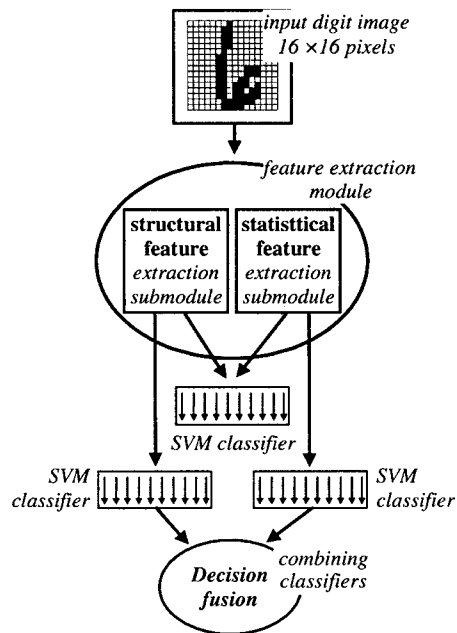 input digit image
16 ×16 pixels
feature extraction
module
structural
feature
extraction
submodule
statisttical
feature
extraction
submodule
SVM classifier
SVM
classifier
SVM
classifier
Decision
fusion
combining
classifiers